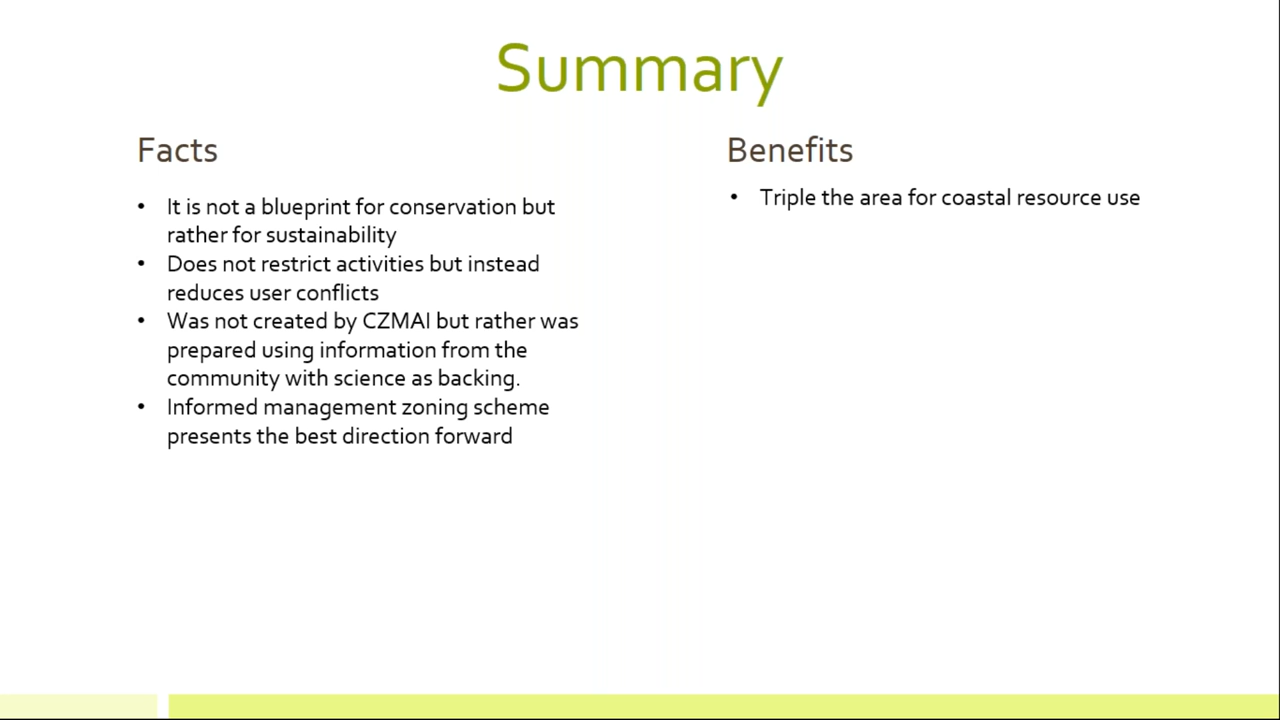 Summary
Facts
• It is not a blueprint for conservation but
rather for sustainability
• Does not restrict activities but instead
reduces user conflicts
• Was not created by CZMAI but rather was
prepared using information from the
community with science as backing.
• Informed management zoning scheme
presents the best direction forward
Benefits
• Triple the area for coastal resource use